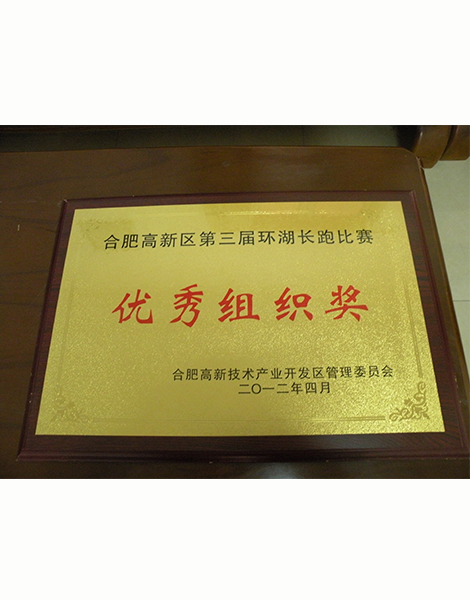 合肥高新区第三届环湖长跑比赛
优秀组织奖
合肥高新技术产业开发区管理委员会
二〇一二年四月